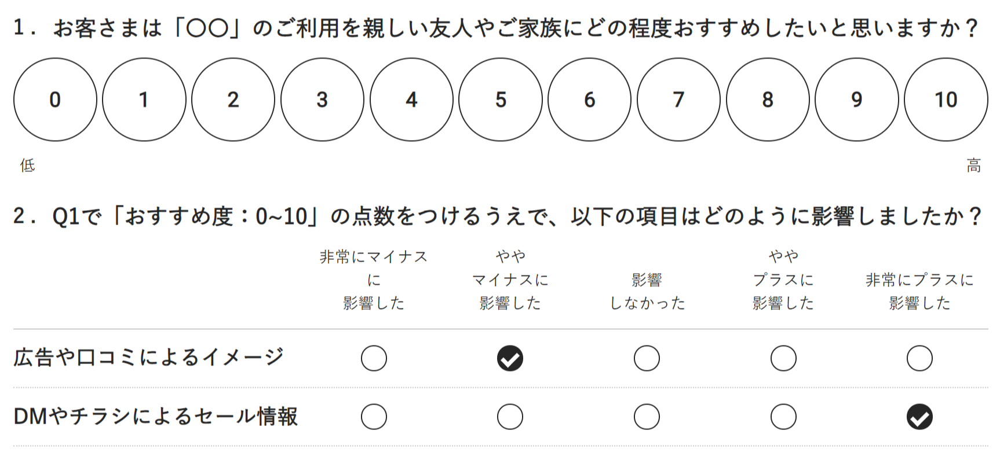 1．お客さまは「〇〇」のご利用を親しい友人やご家族にどの程度おすすめしたいと思いますか？
0 1 2 3 4 5 6 7 8 9 10
低 高
2．Q1で「おすすめ度：0~10」の点数をつけるうえで、以下の項目はどのように影響しましたか？
非常にマイナス
に
影響した
やや
マイナスに
影響した
影響
しなかった
やや
プラスに
影響した
非常にプラスに
影響した
広告や口コミによるイメージ
DMやチラシによるセール情報